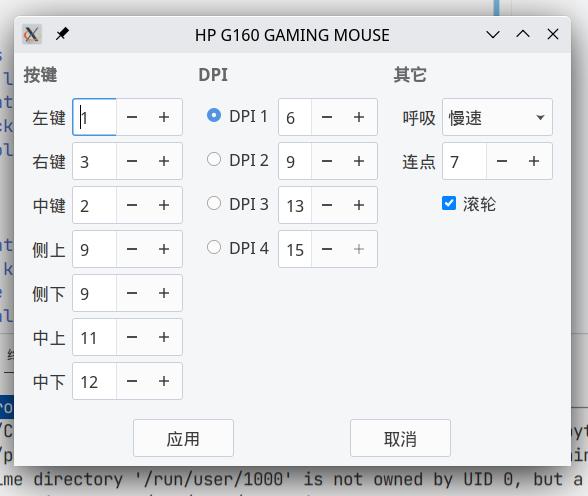 HP G160 GAMING MOUSE
按键
左键 1
右键 3
中键 2
侧上 9
侧下 9
中上 11
中下 12
DPI
DPI 1 6
DPI 2 9
DPI 3 13
DPI 4 15
其它
呼吸 慢速
连点 7
滚轮
应用
取消
me directory '/run/user/1000' is not owned by UID 0, but a